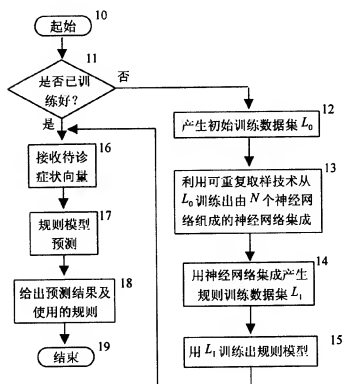 10
起始
11
是否已训
练好?
否
是
12
产生初始训练数据集 L₀
16
接收待诊
症状向量
13
利用可重复取样技术从
L₀训练出由 N 个神经网
络组成的神经网络集成
17
规则模型
预测
14
用神经网络集成产生
规则训练数据集 L₁
18
给出预测结果及
使用的规则
15
用 L₁训练出规则模型
19
结束